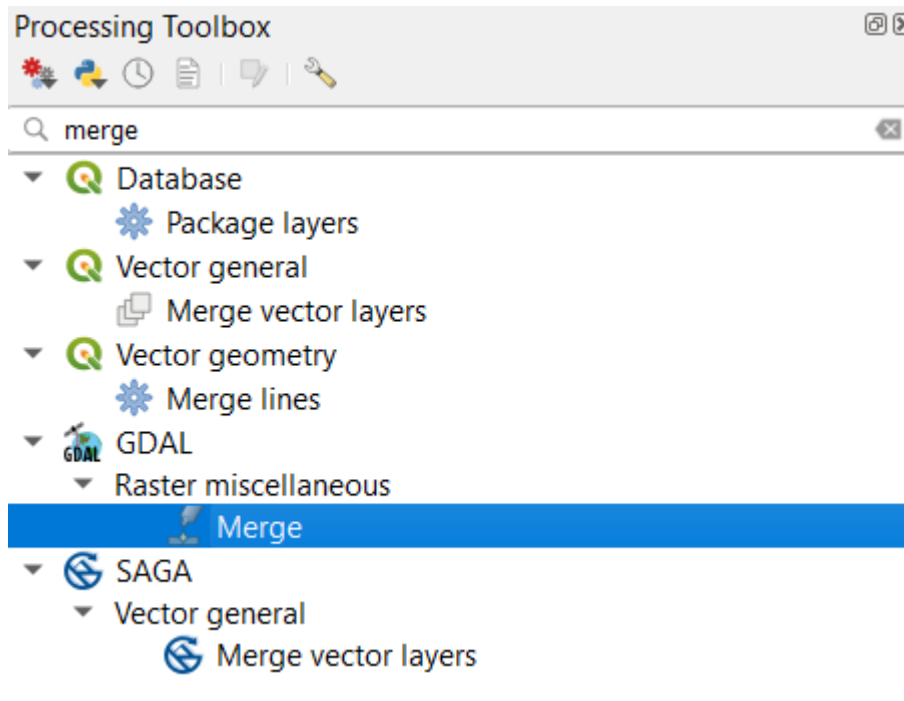 Processing Toolbox
merge
Database
Package layers
Vector general
Merge vector layers
Vector geometry
Merge lines
GDAL
GDAL
Raster miscellaneous
Merge
SAGA
Vector general
Merge vector layers